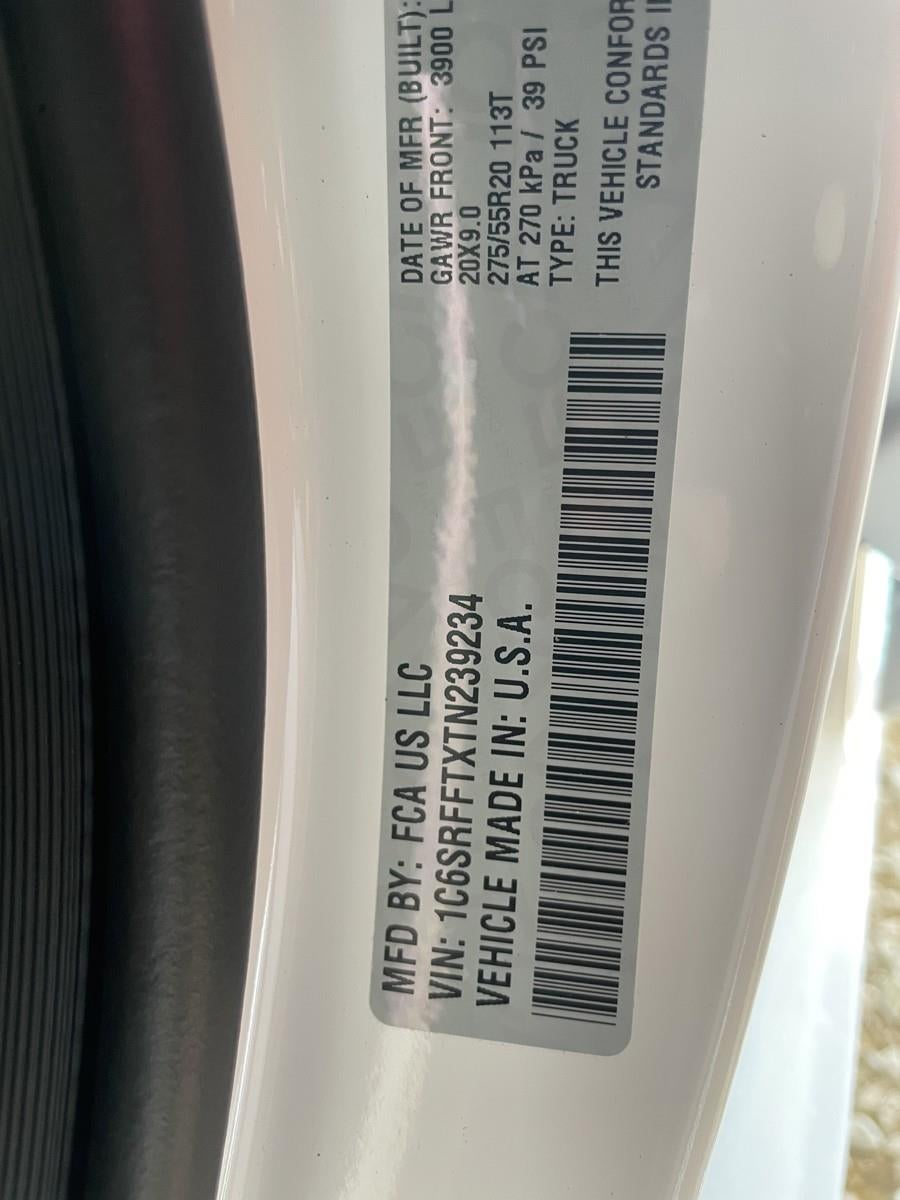 MFD BY: FCA US LLC
VIN: 1C6SRFFTXTN239234
VEHICLE MADE IN: U.S.A.
DATE OF MFR (BUILT):
GAWR FRONT: 3900 L
20X9.0
275/55R20 113T
AT 270 kPa / 39 PSI
TYPE: TRUCK
THIS VEHICLE CONFOR
STANDARDS